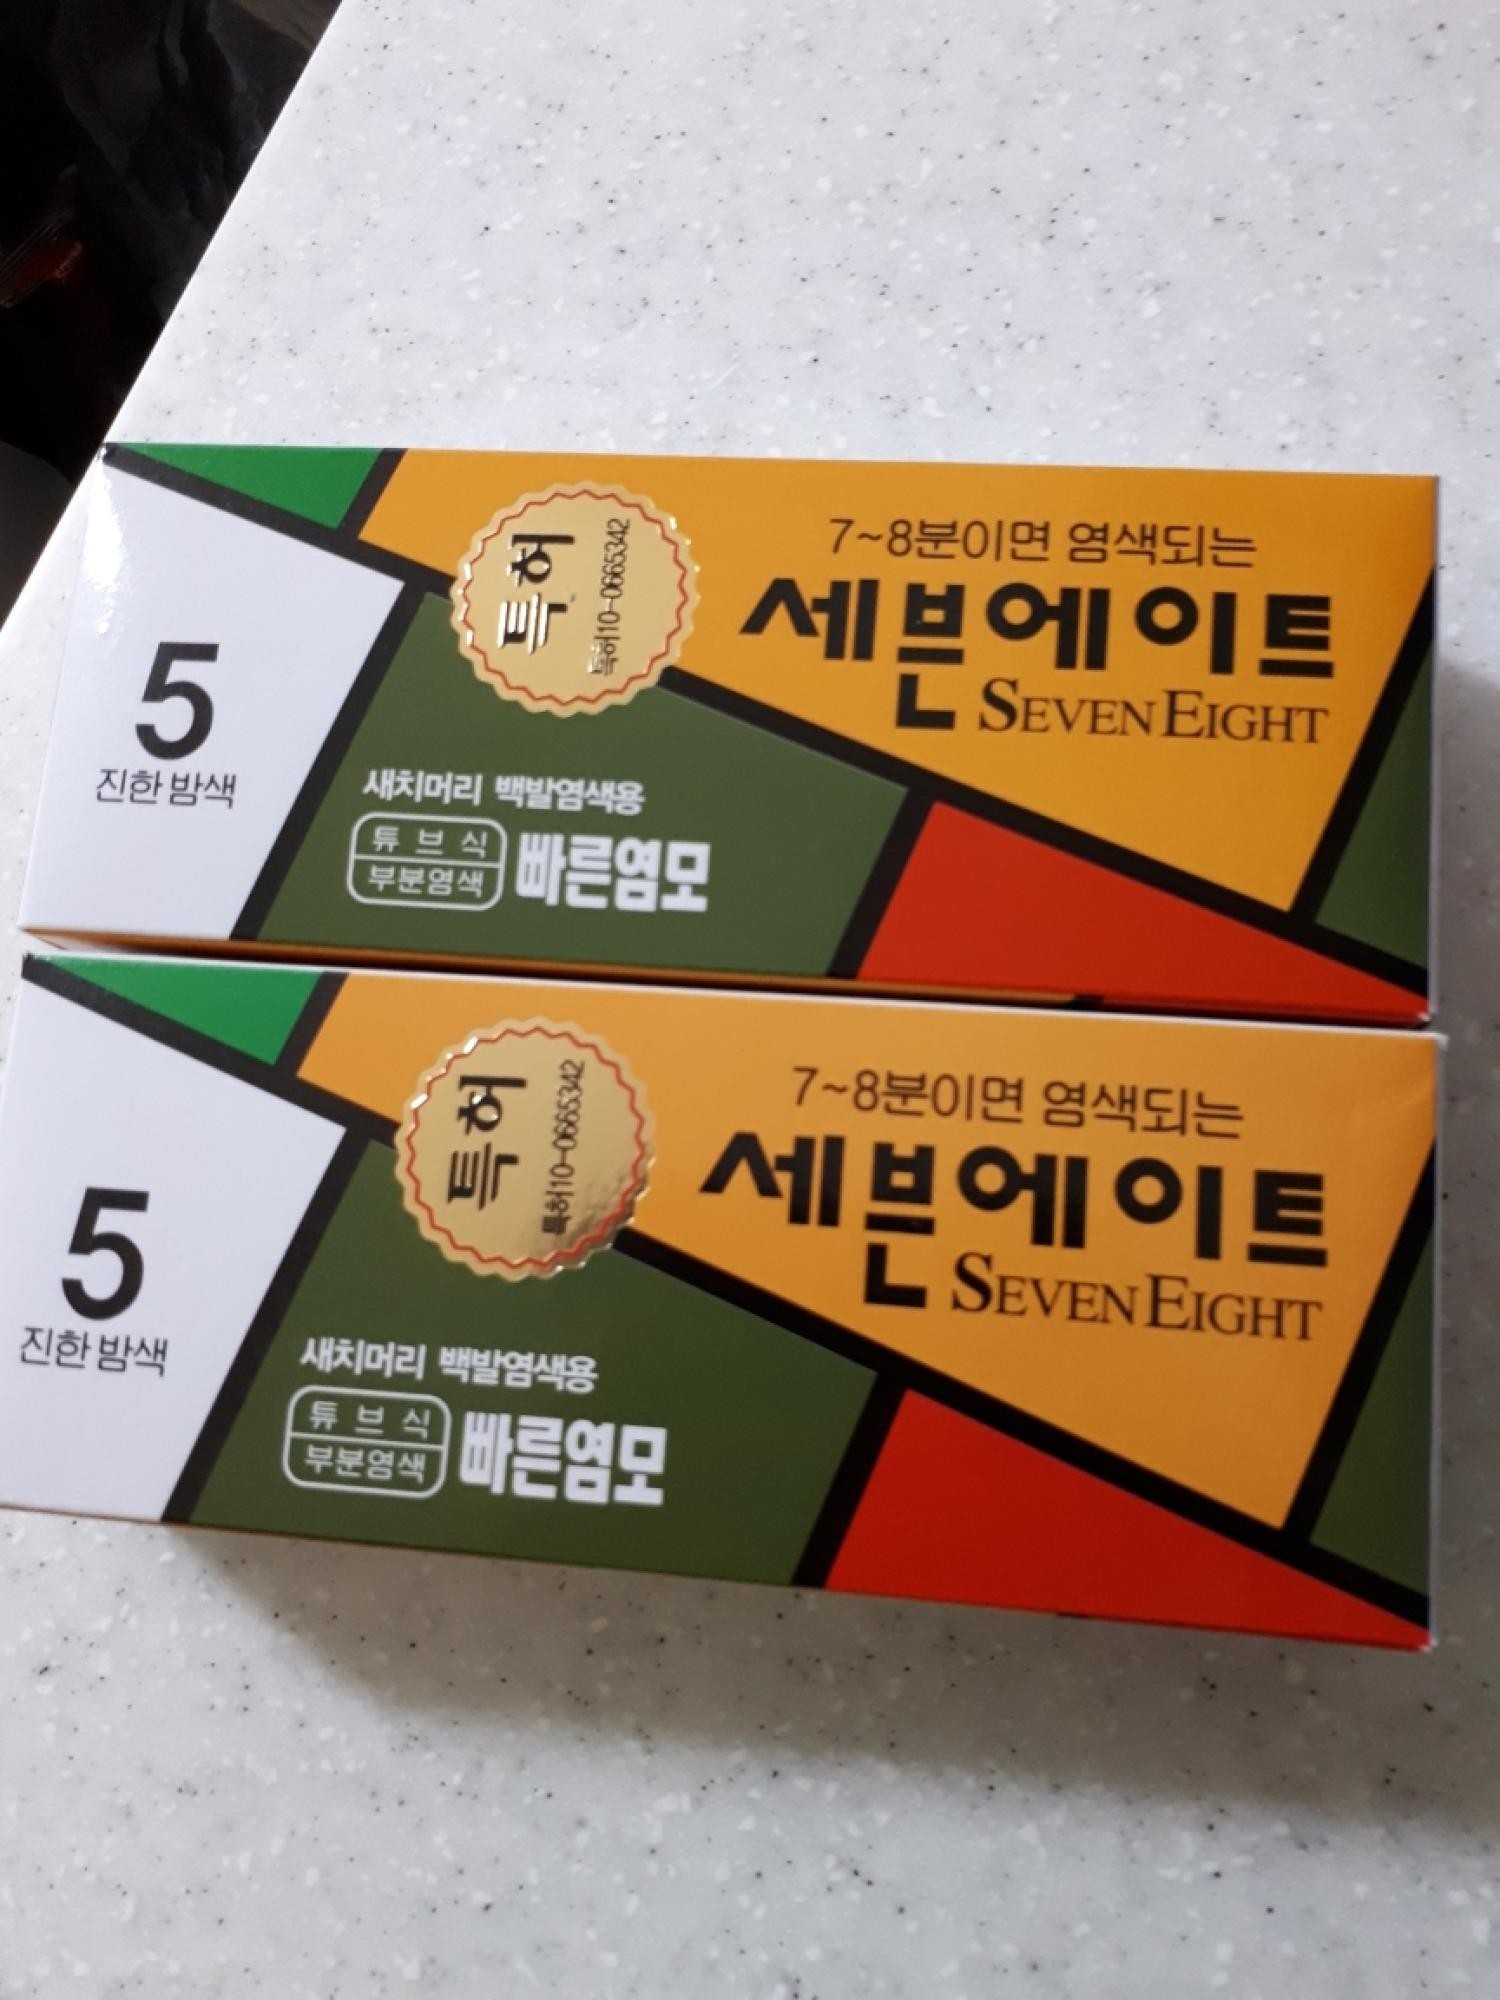 7~8분이면 염색되는
세븐에이트
SEVEN EIGHT
특허
특허10-0665342
5
진한밤색
새치머리 백발염색용
튜브식
부분염색
빠른염모
7~8분이면 염색되는
세븐에이트
SEVEN EIGHT
특허
특허10-0665342
5
진한밤색
새치머리 백발염색용
튜브식
부분염색
빠른염모